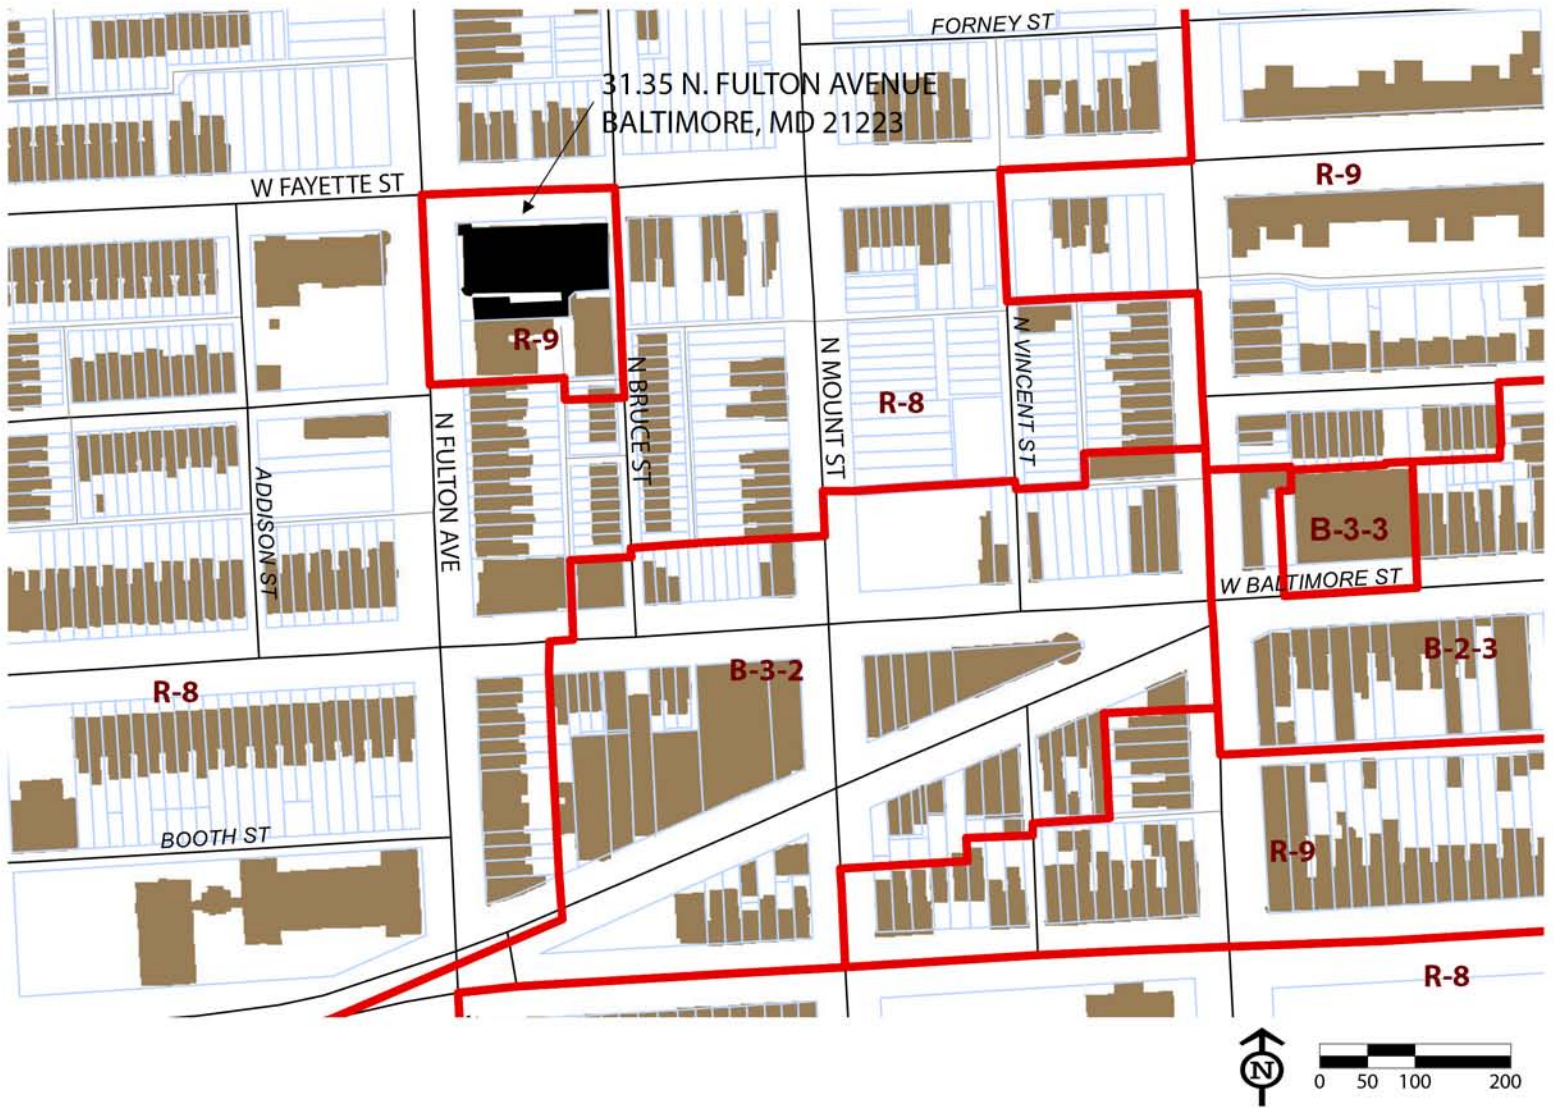 FORNEY ST
31.35 N. FULTON AVENUE
BALTIMORE, MD 21223
W FAYETTE ST
R-9
R-9
N BRUCE ST
N MOUNT ST
N VINCENT ST
R-8
N FULTON AVE
ADDISON ST
B-3-3
W BALTIMORE ST
B-2-3
B-3-2
R-8
BOOTH ST
R-9
R-8
N
0 50 100 200